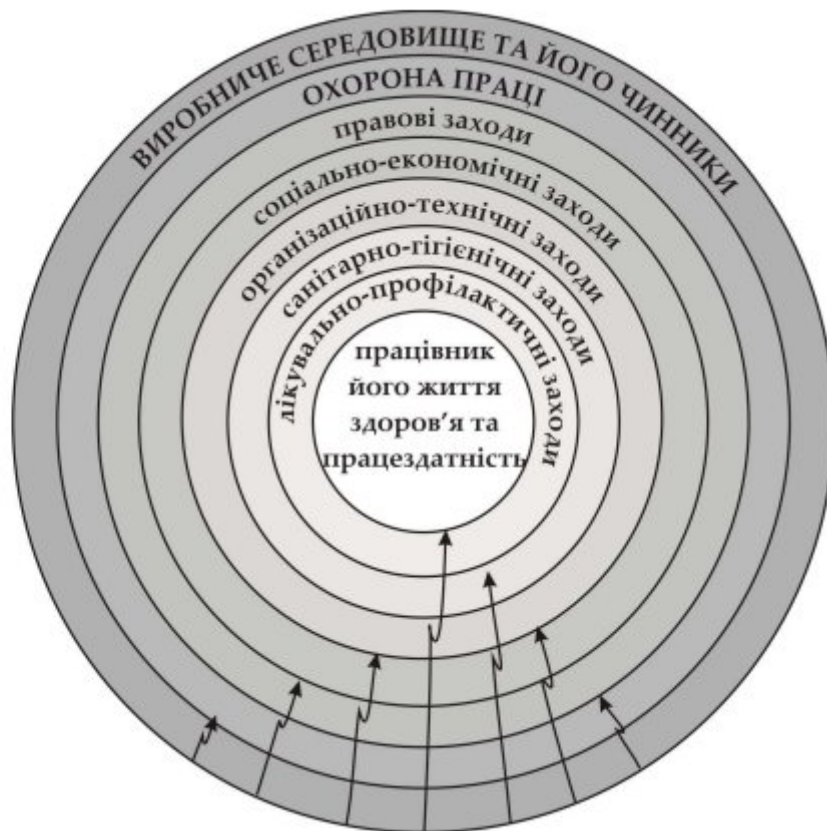 ВИРОБНИЧЕ СЕРЕДОВИЩЕ ТА ЙОГО ЧИННИКИ
ОХОРОНА ПРАЦІ
правові заходи
соціально-економічні заходи
організаційно-технічні заходи
санітарно-гігієнічні заходи
лікувально-профілактичні заходи
працівник
його життя
здоров’я та
працездатність